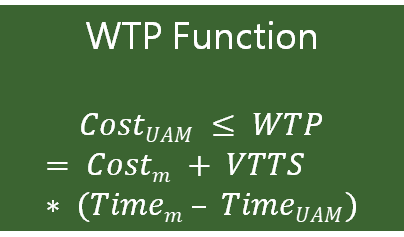 WTP Function
Cost_UAM ≤ WTP
= Cost_m + VTTS
* (Time_m – Time_UAM)